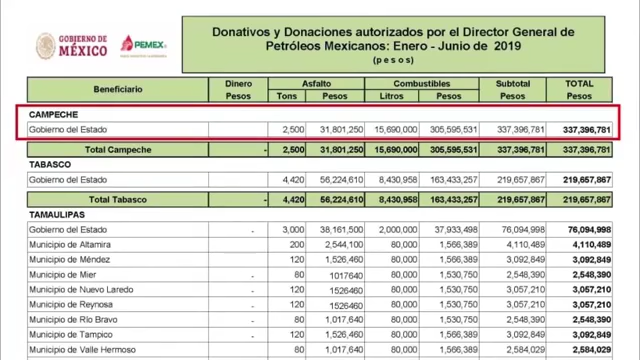 GOBIERNO DE
MÉXICO
PEMEX®
Donativos y Donaciones autorizados por el Director General de
Petróleos Mexicanos: Enero - Junio de 2019
(pesos)
Beneficiario Dinero Asfalto Combustibles Subtotal TOTAL
Pesos Tons Pesos Litros Pesos Pesos Pesos
CAMPECHE
Gobierno del Estado 2,500 31,801,250 15,690,000 305,595,531 337,396,781 337,396,781
Total Campeche - 2,500 31,801,250 15,690,000 305,595,531 337,396,781 337,396,781
TABASCO
Gobierno del Estado 4,420 56,224,610 8,430,958 163,433,257 219,657,867 219,657,867
Total Tabasco - 4,420 56,224,610 8,430,958 163,433,257 219,657,867 219,657,867
TAMAULIPAS
Gobierno del Estado - 3,000 38,161,500 2,000,000 37,933,498 76,094,998 76,094,998
Municipio de Altamira 200 2,544,100 80,000 1,566,389 4,110,489 4,110,489
Municipio de Méndez 120 1,526,460 80,000 1,566,389 3,092,849 3,092,849
Municipio de Mier - 80 1017640 80,000 1,530,750 2,548,390 2,548,390
Municipio de Nuevo Laredo - 120 1526460 80,000 1,530,750 3,057,210 3,057,210
Municipio de Reynosa - 120 1526460 80,000 1,530,750 3,057,210 3,057,210
Municipio de Río Bravo - 80 1,017,640 80,000 1,530,750 2,548,390 2,548,390
Municipio de Tampico - 120 1,526,460 80,000 1,566,389 3,092,849 3,092,849
Municipio de Valle Hermoso 80 1,017,640 80,000 1,566,389 2,584,029 2,584,029